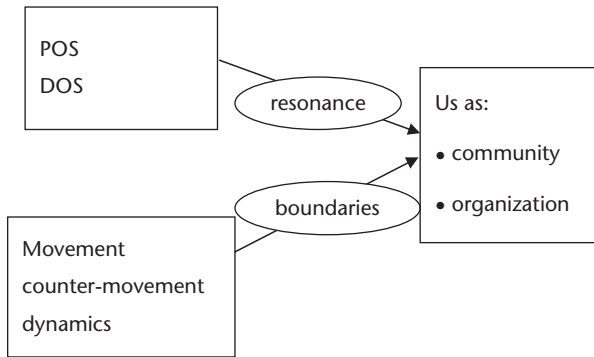 POS
DOS
resonance
Us as:
• community
• organization
boundaries
Movement
counter-movement
dynamics